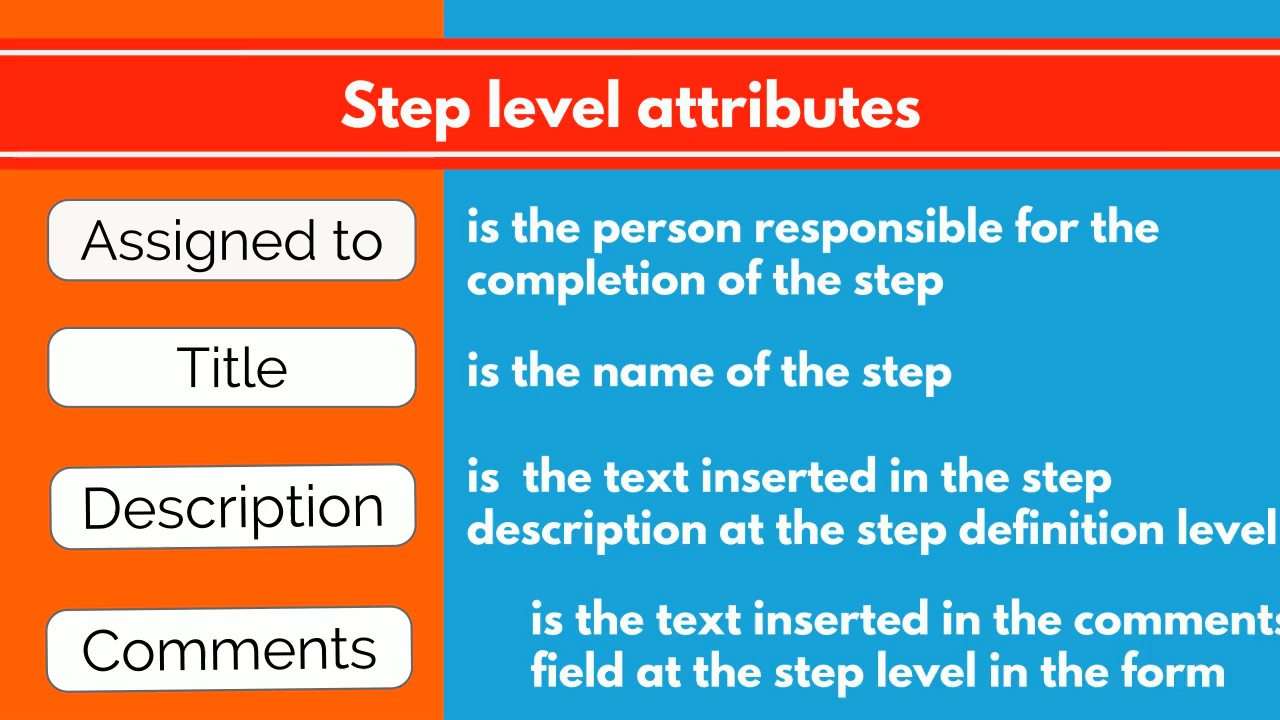 Step level attributes
Assigned to
is the person responsible for the
completion of the step
Title
is the name of the step
Description
is the text inserted in the step
description at the step definition level
Comments
is the text inserted in the comments
field at the step level in the form